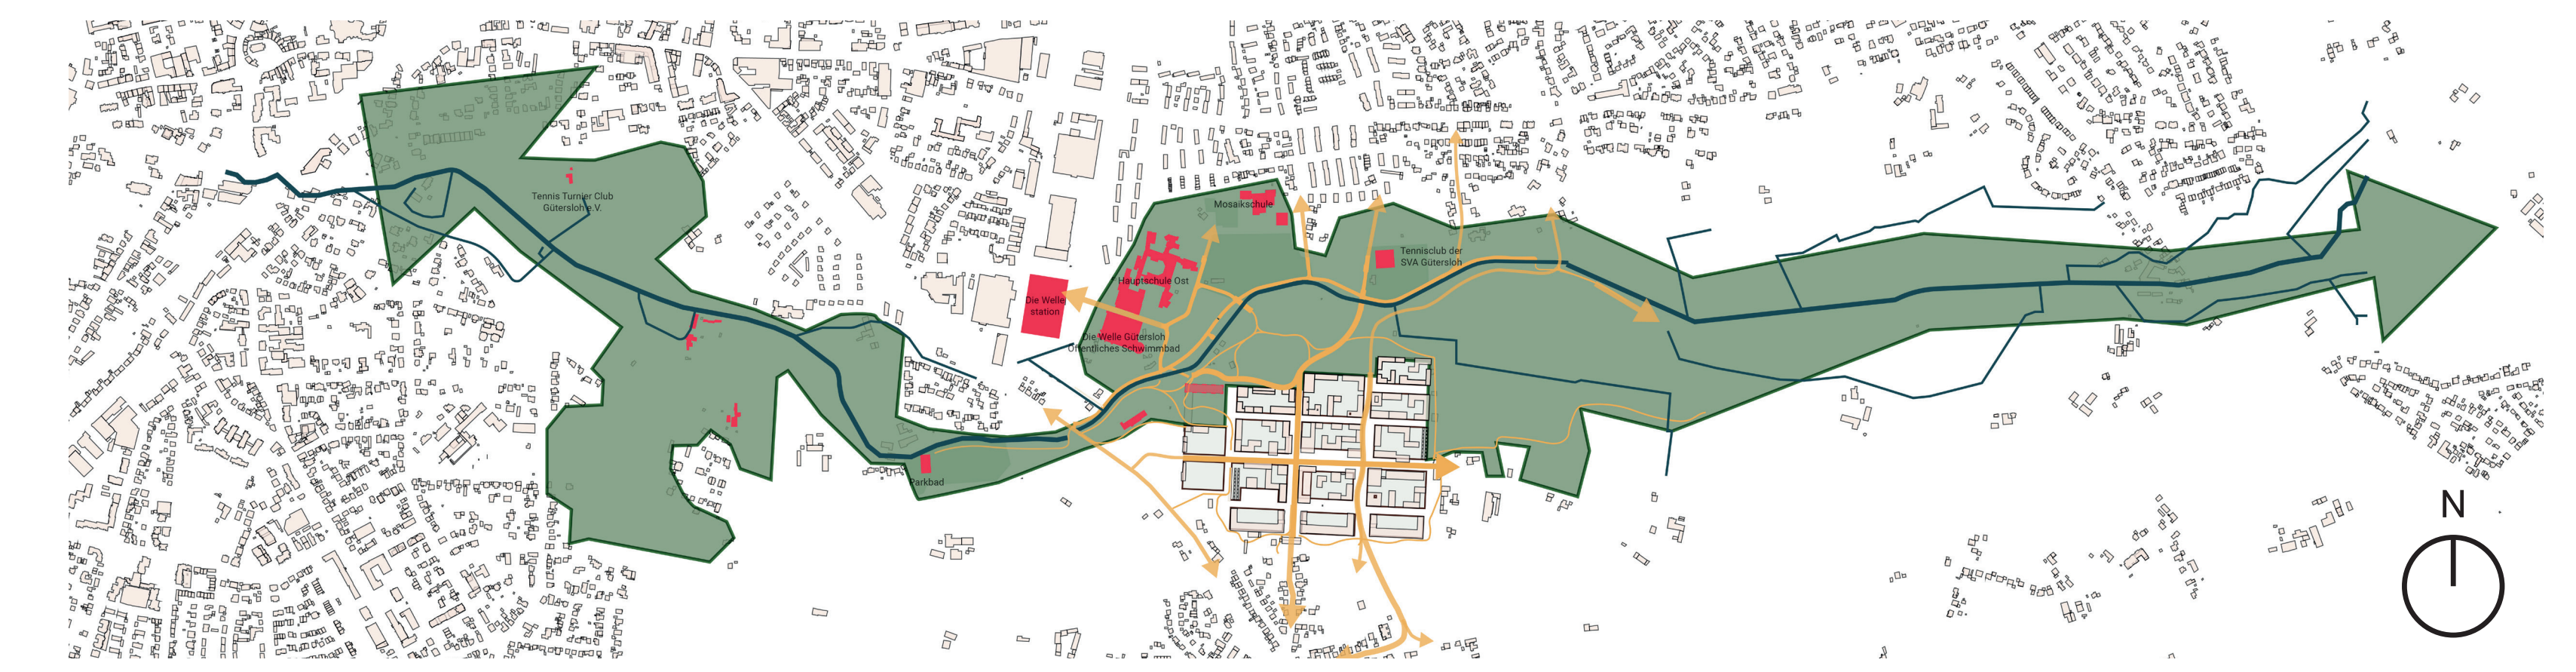 Tennis Turnier Club
Gütersloh e.V.
Mosaikschule
Tennisclub der
SVA Gütersloh
Hauptschule Ost
Die Welle
station
Die Welle Gütersloh
Öffentliches Schwimmbad
Parkbad
N